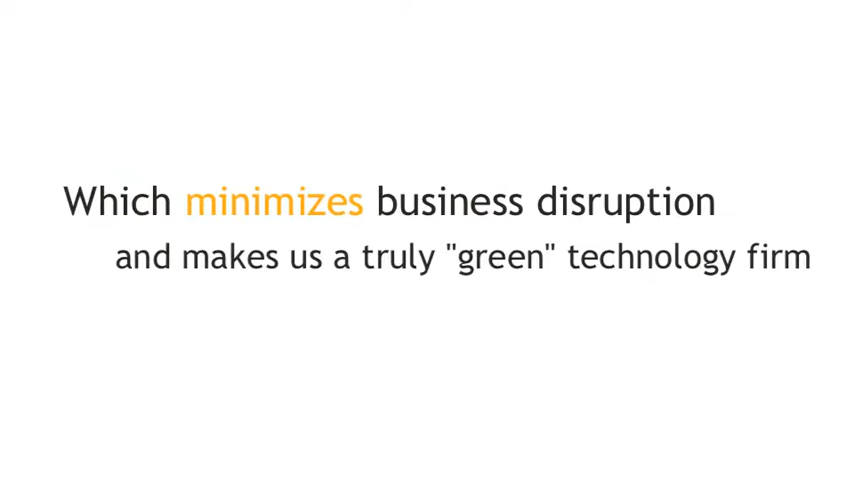 Which minimizes business disruption
and makes us a truly "green" technology firm